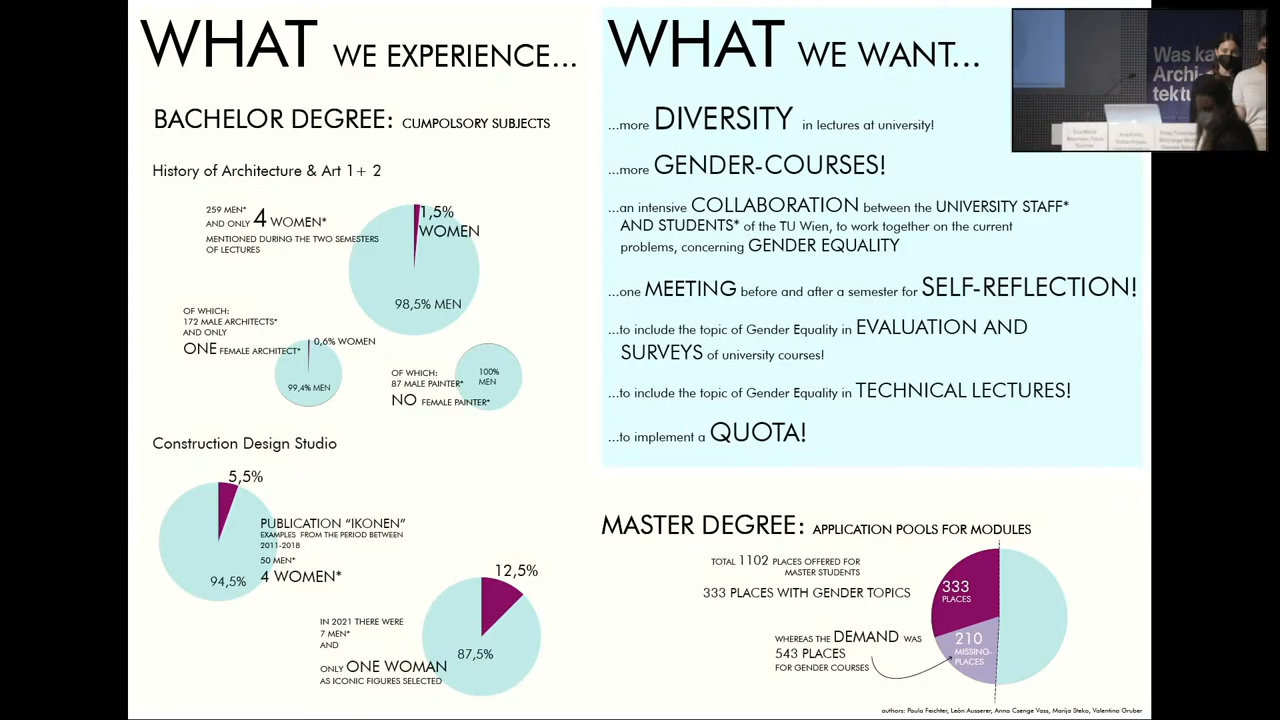 WHAT WE EXPERIENCE...
BACHELOR DEGREE: CUMPOLSORY SUBJECTS
History of Architecture & Art 1+ 2
259 MEN*
AND ONLY 4 WOMEN*
MENTIONED DURING THE TWO SEMESTERS
OF LECTURES
1,5%
WOMEN
98,5% MEN
OF WHICH:
172 MALE ARCHITECTS*
AND ONLY
ONE FEMALE ARCHITECT*
0,6% WOMEN
99,4% MEN
OF WHICH:
87 MALE PAINTER*
NO FEMALE PAINTER*
100%
MEN
Construction Design Studio
5,5%
94,5%
PUBLICATION “IKONEN”
EXAMPLES FROM THE PERIOD BETWEEN
2011-2018
50 MEN*
4 WOMEN*
12,5%
87,5%
IN 2021 THERE WERE
7 MEN*
AND
ONLY ONE WOMAN
AS ICONIC FIGURES SELECTED
WHAT WE WANT...
...more DIVERSITY in lectures at university!
...more GENDER-COURSES!
...an intensive COLLABORATION between the UNIVERSITY STAFF*
AND STUDENTS* of the TU Wien, to work together on the current
problems, concerning GENDER EQUALITY
...one MEETING before and after a semester for SELF-REFLECTION!
...to include the topic of Gender Equality in EVALUATION AND
SURVEYS of university courses!
...to include the topic of Gender Equality in TECHNICAL LECTURES!
...to implement a QUOTA!
Was ka
Archi-
tektu
MASTER DEGREE: APPLICATION POOLS FOR MODULES
TOTAL 1102 PLACES OFFERED FOR
MASTER STUDENTS
333 PLACES WITH GENDER TOPICS
WHEREAS THE DEMAND WAS
543 PLACES
FOR GENDER COURSES
333
PLACES
210
MISSING-
PLACES
authors: Paula Feichter, León Ausserer, Anna Csenge Vass, Marija Steko, Valentina Gruber